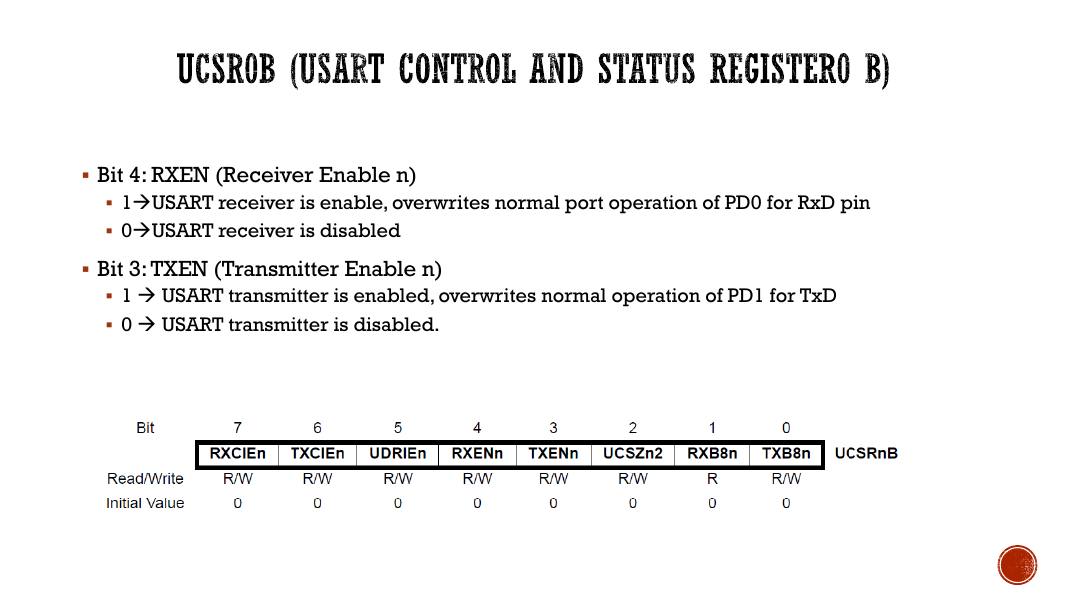 UCSR0B (USART CONTROL AND STATUS REGISTER0 B)
▪ Bit 4: RXEN (Receiver Enable n)
▪ 1→USART receiver is enable, overwrites normal port operation of PD0 for RxD pin
▪ 0→USART receiver is disabled
▪ Bit 3: TXEN (Transmitter Enable n)
▪ 1 → USART transmitter is enabled, overwrites normal operation of PD1 for TxD
▪ 0 → USART transmitter is disabled.
Bit 7 6 5 4 3 2 1 0
RXCIEn TXCIEn UDRIEn RXENn TXENn UCSZn2 RXB8n TXB8n UCSRnB
Read/Write R/W R/W R/W R/W R/W R/W R R/W
Initial Value 0 0 0 0 0 0 0 0